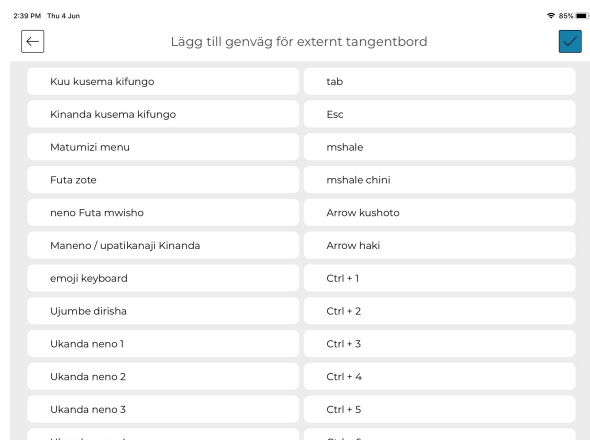 2:39 PM Thu 4 Jun 85%
Lägg till genväg för externt tangentbord
Kuu kusema kifungo tab
Kinanda kusema kifungo Esc
Matumizi menu mshale
Futa zote mshale chini
neno Futa mwisho Arrow kushoto
Maneno / upatikanaji Kinanda Arrow haki
emoji keyboard Ctrl + 1
Ujumbe dirisha Ctrl + 2
Ukanda neno 1 Ctrl + 3
Ukanda neno 2 Ctrl + 4
Ukanda neno 3 Ctrl + 5